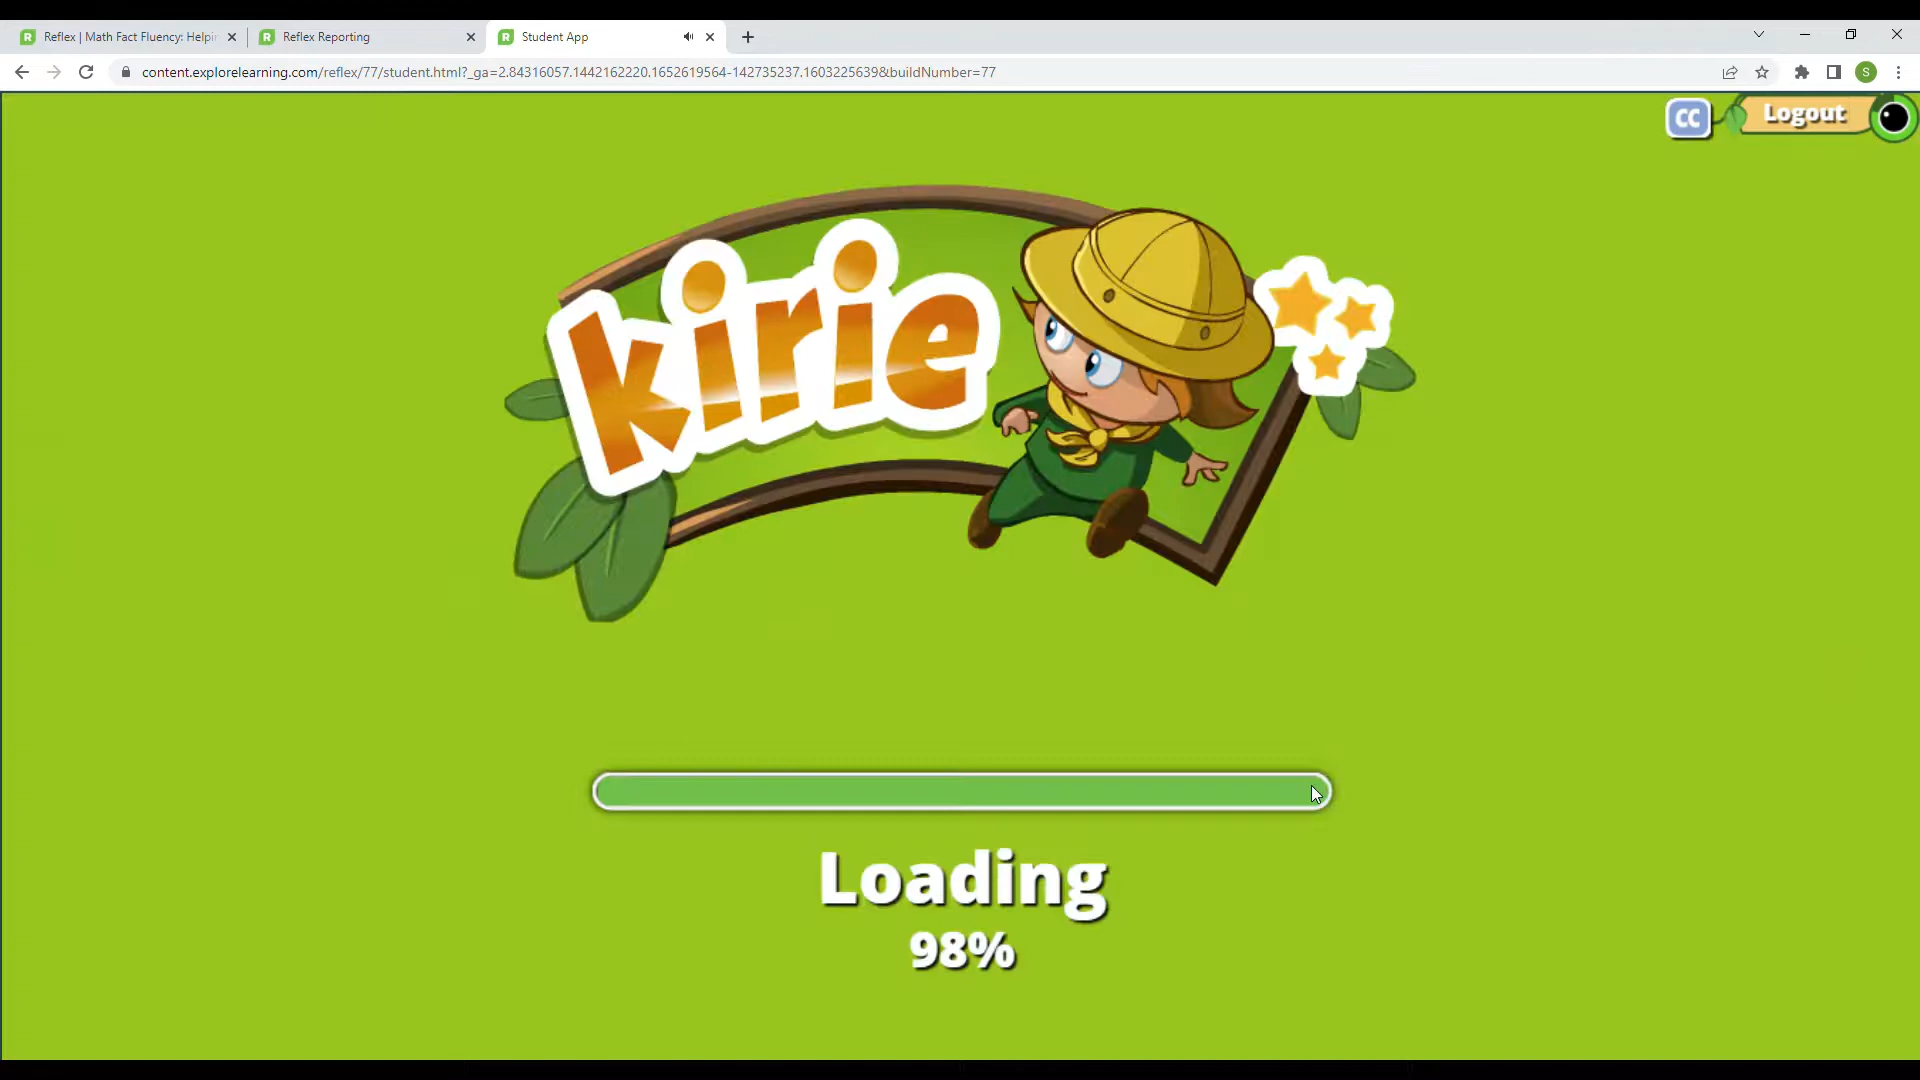 Reflex | Math Fact Fluency: Helpin
Reflex Reporting
Student App
content.explorelearning.com/reflex/77/student.html?_ga=2.84316057.1442162220.1652619564-142735237.1603225639&buildNumber=77
S
CC
Logout
kirie
Loading
98%